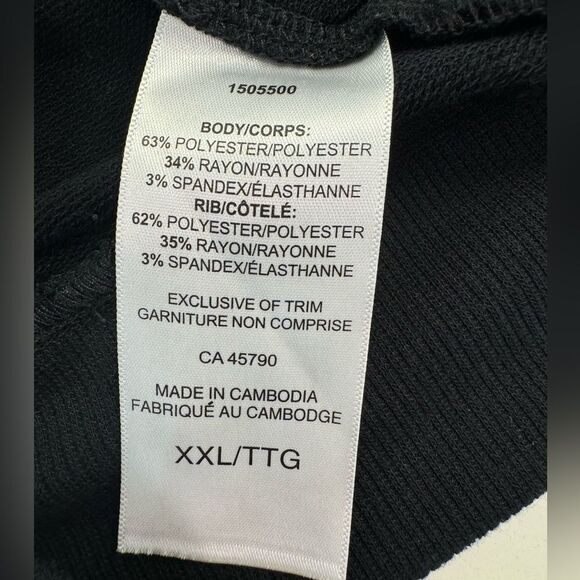 1505500
BODY/CORPS:
63% POLYESTER/POLYESTER
34% RAYON/RAYONNE
3% SPANDEX/ÉLASTHANNE
RIB/CÔTELÉ:
62% POLYESTER/POLYESTER
35% RAYON/RAYONNE
3% SPANDEX/ÉLASTHANNE
EXCLUSIVE OF TRIM
GARNITURE NON COMPRISE
CA 45790
MADE IN CAMBODIA
FABRIQUÉ AU CAMBODGE
XXL/TTG